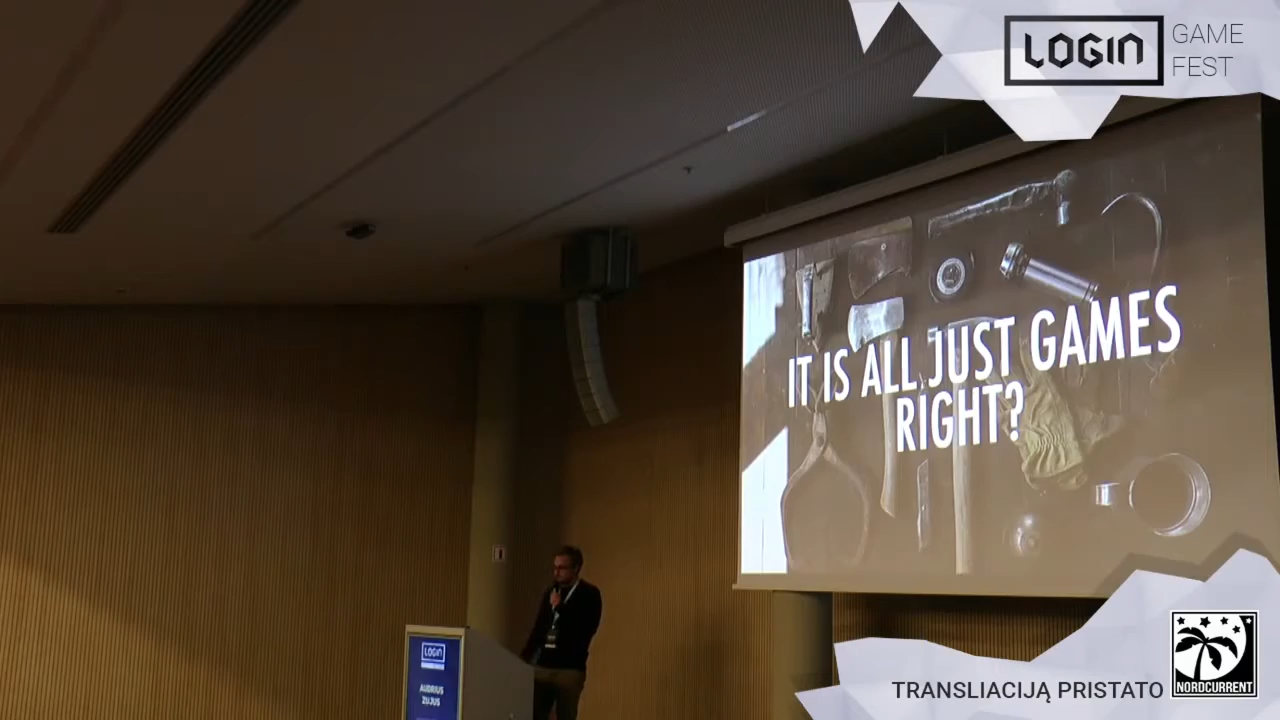 LOGIN
GAME
FEST
IT IS ALL JUST GAMES
RIGHT?
LOGIN
AUDRIUS
ZUJUS
TRANSLIACIJĄ PRISTATO
NORDCURRENT